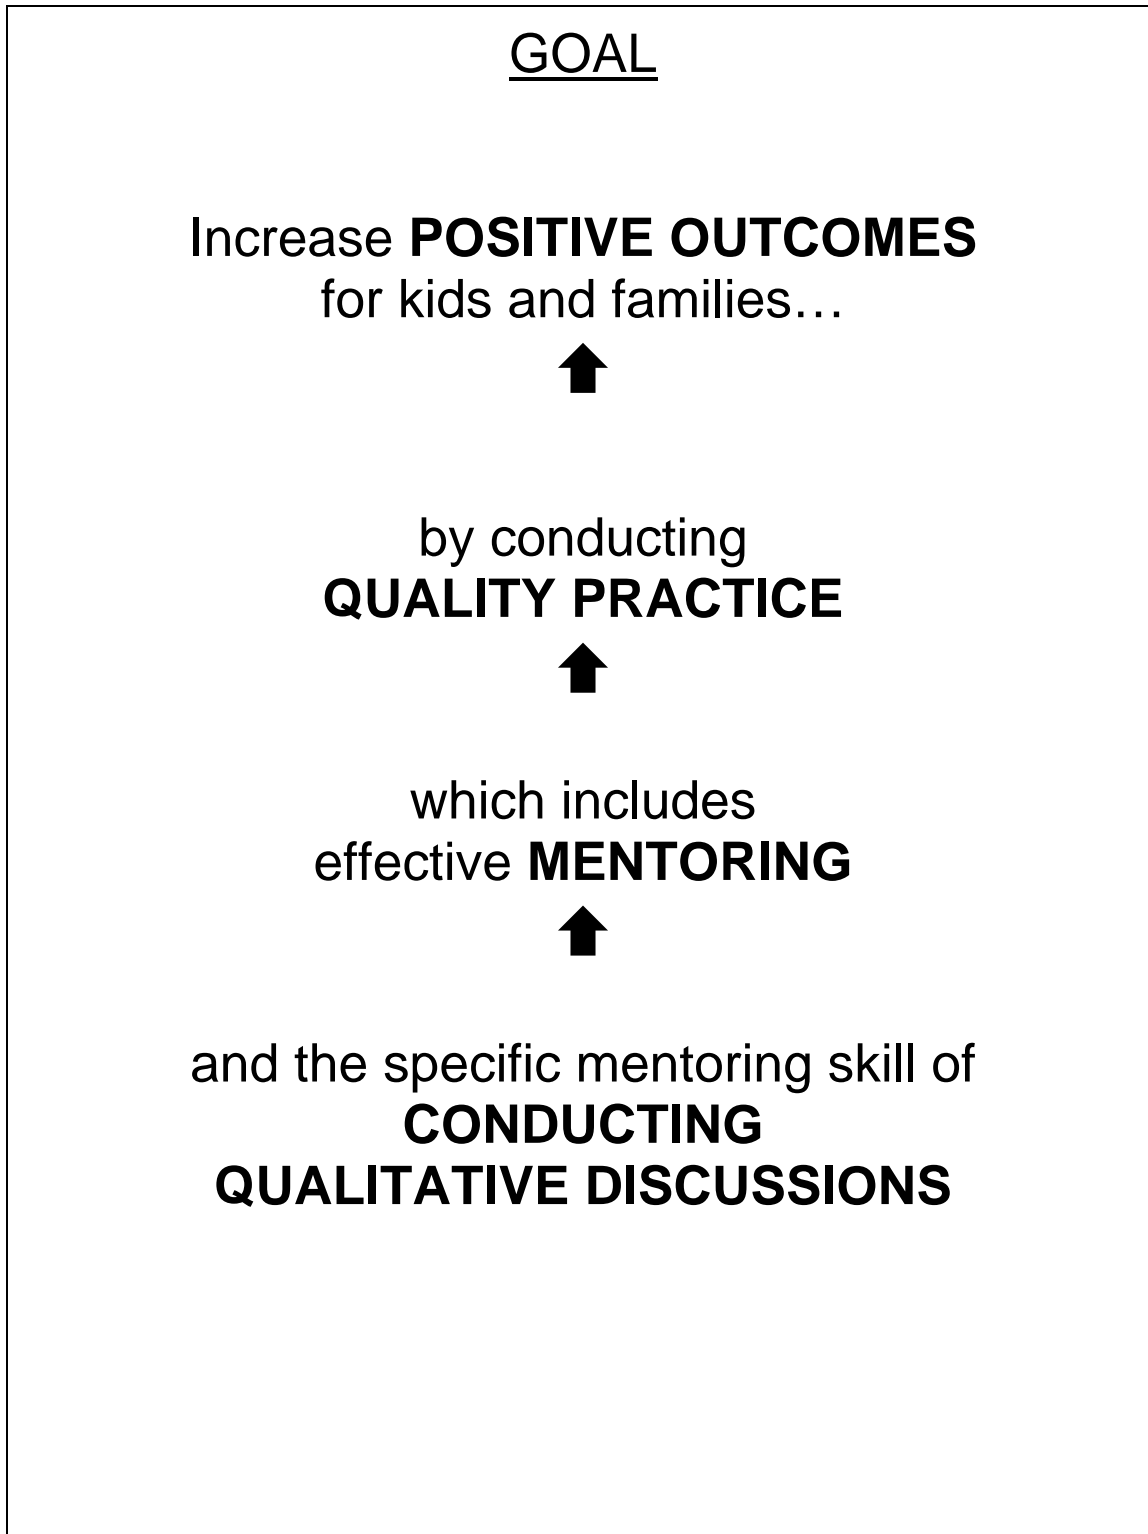 GOAL
Increase POSITIVE OUTCOMES
for kids and families…
by conducting
QUALITY PRACTICE
which includes
effective MENTORING
and the specific mentoring skill of
CONDUCTING
QUALITATIVE DISCUSSIONS